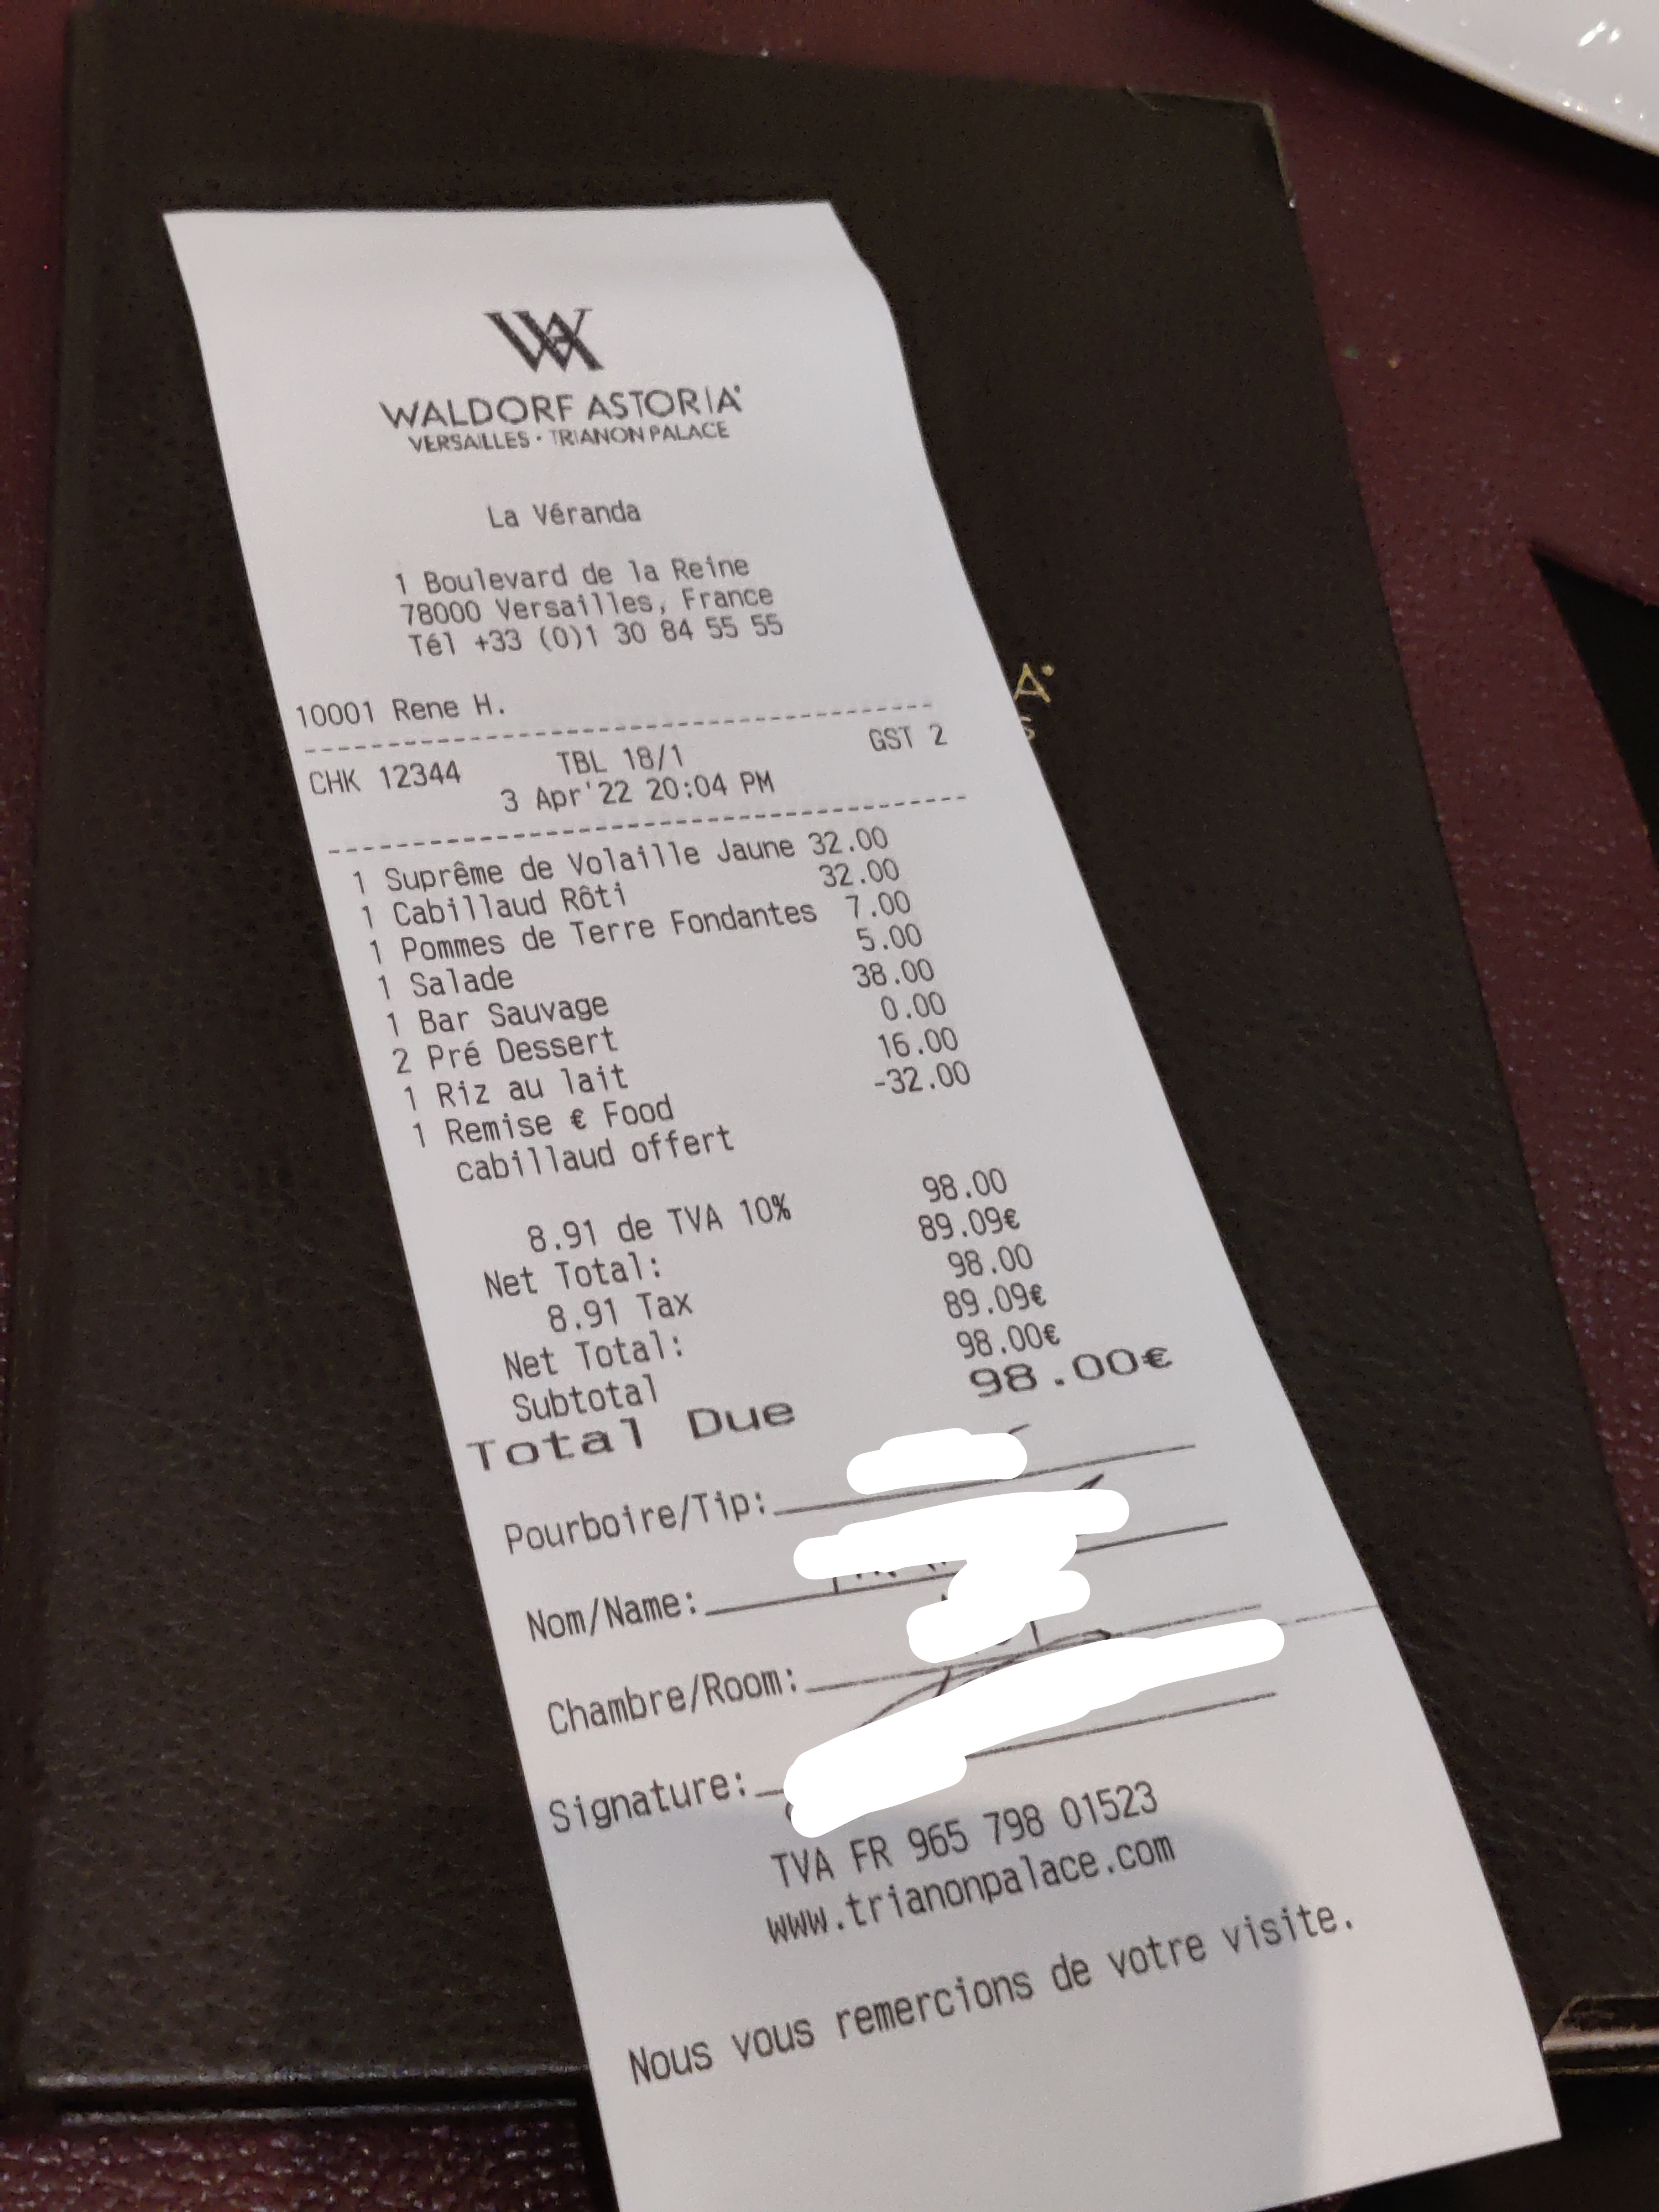 WA
WALDORF ASTORIA
VERSAILLES · TRIANON PALACE
La Véranda
1 Boulevard de la Reine
78000 Versailles, France
Tél +33 (0)1 30 84 55 55
10001 Rene H.
CHK 12344 TBL 18/1 GST 2
3 Apr'22 20:04 PM
1 Suprême de Volaille Jaune 32.00
1 Cabillaud Rôti 32.00
1 Pommes de Terre Fondantes 7.00
1 Salade 5.00
1 Bar Sauvage 38.00
2 Pré Dessert 0.00
1 Riz au lait 16.00
1 Remise € Food -32.00
cabillaud offert
8.91 de TVA 10% 98.00
Net Total: 89.09€
8.91 Tax 98.00
Net Total: 89.09€
Subtotal 98.00€
Total Due 98.00€
Pourboire/Tip:
Nom/Name:
Chambre/Room:
Signature:
TVA FR 965 798 01523
www.trianonpalace.com
Nous vous remercions de votre visite.
A
S